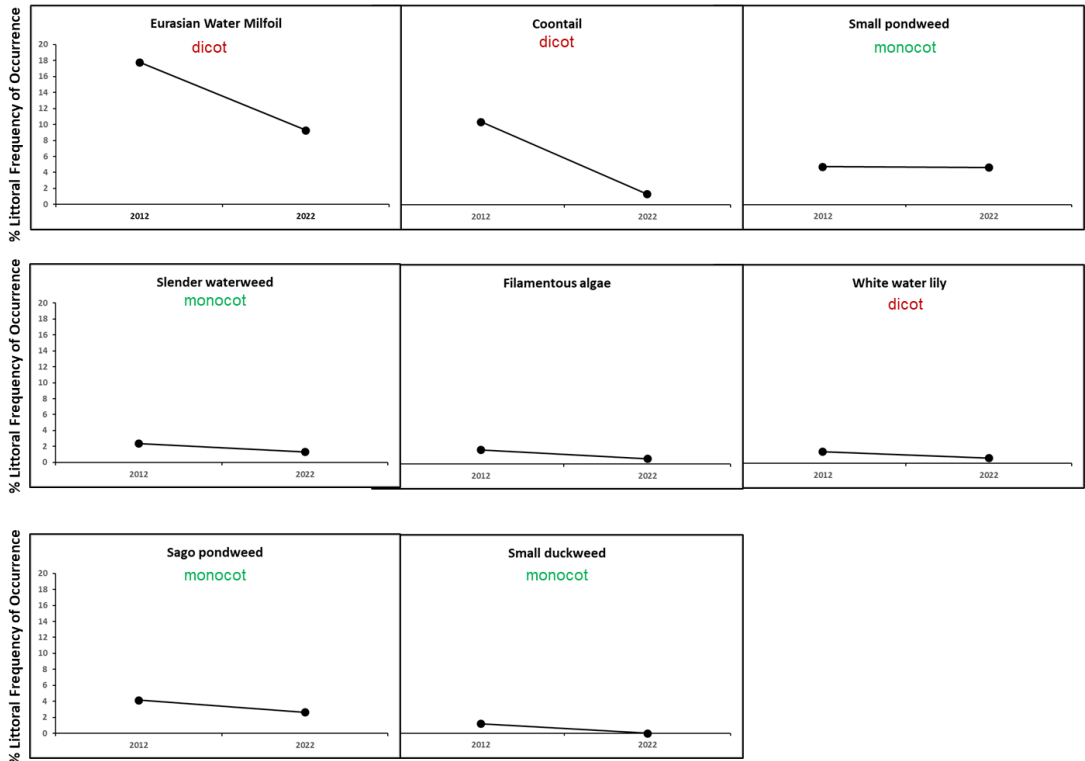 Eurasian Water Milfoil
dicot
Coontail
dicot
Small pondweed
monocot
% Littoral Frequency of Occurrence
20
18
16
14
12
10
8
6
4
2
0
2012
2022
2012
2022
2012
2022
Slender waterweed
monocot
Filamentous algae
White water lily
dicot
% Littoral Frequency of Occurrence
20
18
16
14
12
10
8
6
4
2
0
2012
2022
2012
2022
2012
2022
Sago pondweed
monocot
Small duckweed
monocot
% Littoral Frequency of Occurrence
20
18
16
14
12
10
8
6
4
2
0
2012
2022
2012
2022